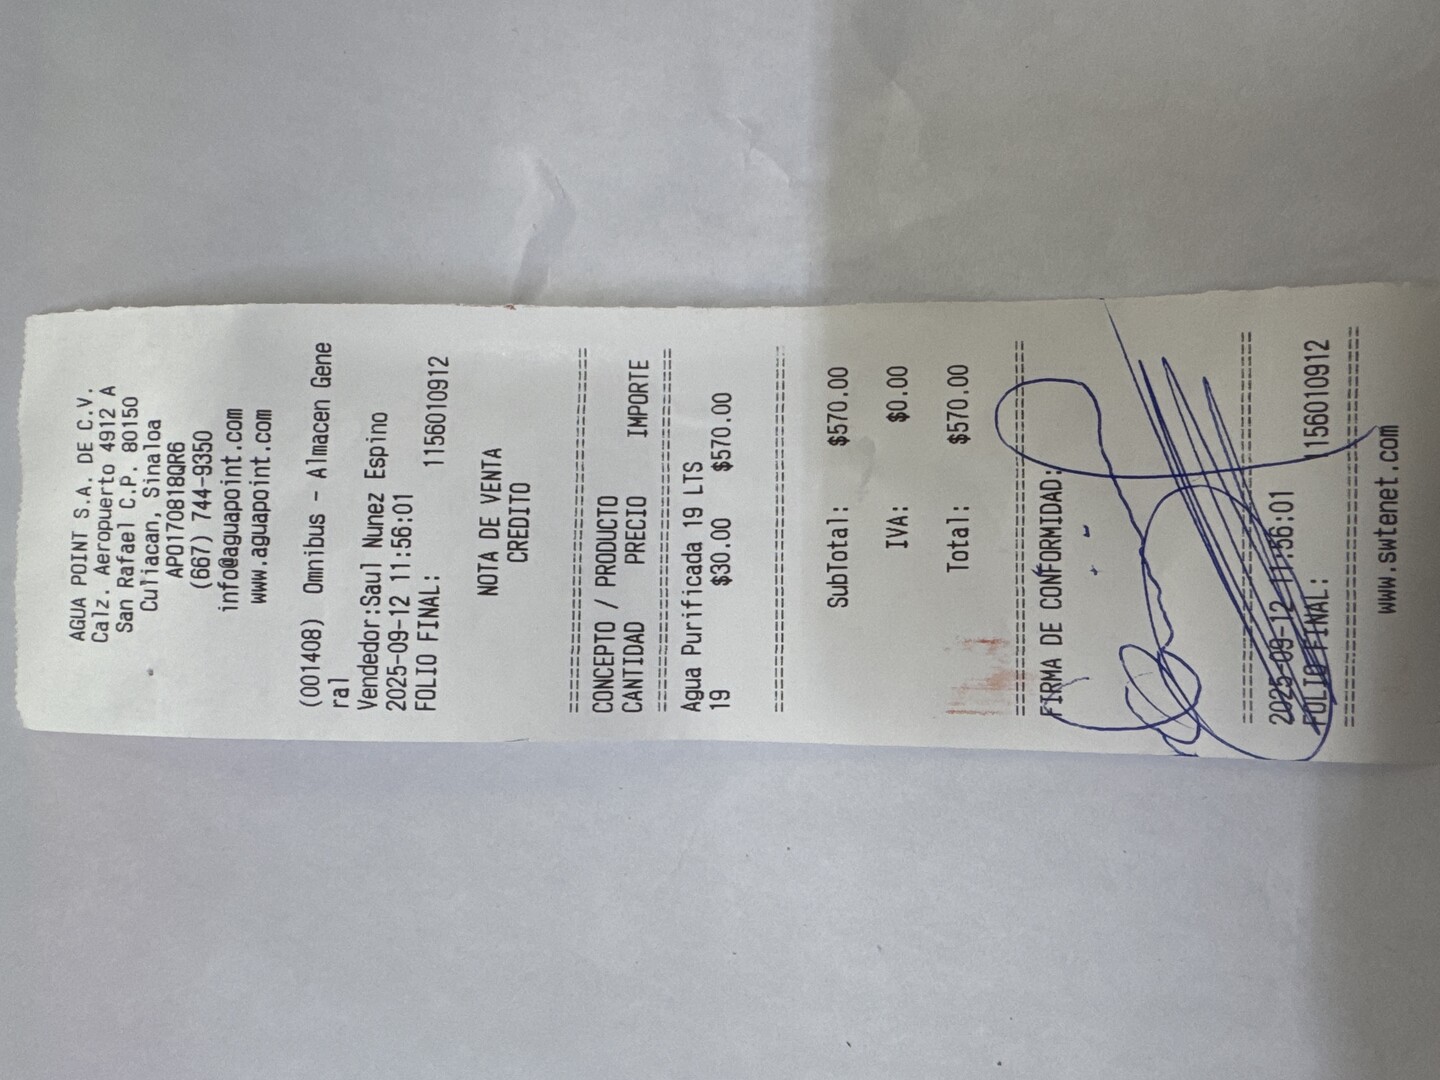 AGUA POINT S.A. DE C.V.
Calz. Aeropuerto 4912 A
San Rafael C.P. 80150
Culiacan, Sinaloa
APO170818QR6
(667) 744-9350
info@aguapoint.com
www.aguapoint.com
(001408) Omnibus - Almacen Gene
ral
Vendedor:Saul Nunez Espino
2025-09-12 11:56:01
FOLIO FINAL: 1156010912
NOTA DE VENTA
CREDITO
===============================
CONCEPTO / PRODUCTO
CANTIDAD PRECIO IMPORTE
===============================
Agua Purificada 19 LTS
19 $30.00 $570.00
===============================
SubTotal: $570.00
IVA: $0.00
Total: $570.00
===============================
FIRMA DE CONFORMIDAD:
===============================
2025-09-12 11:56:01
FOLIO FINAL: 1156010912
===============================
www.swtenet.com